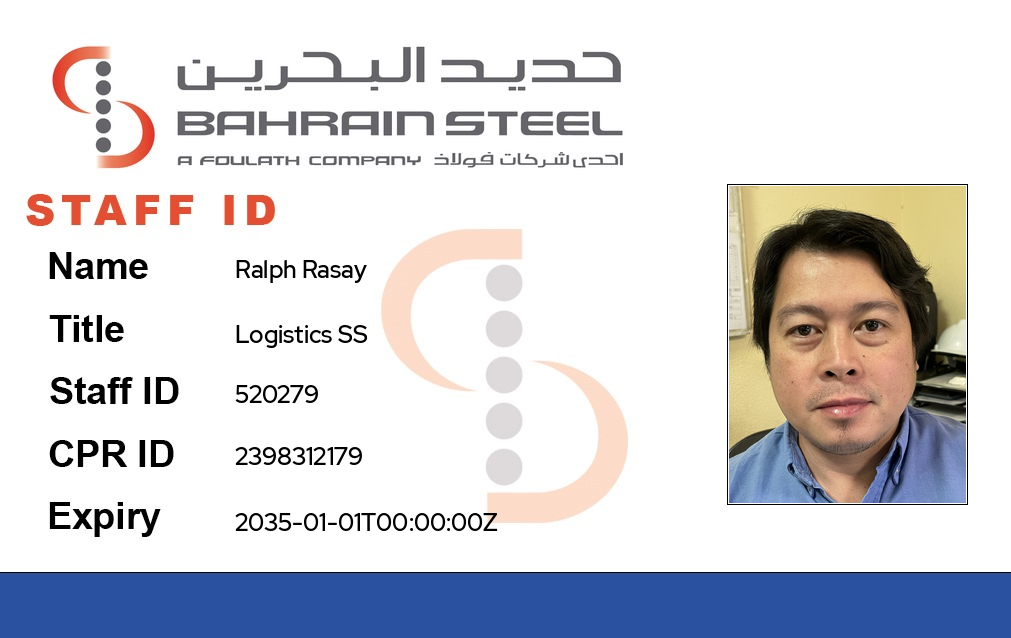 حديد البحرين
BAHRAIN STEEL
A FOULATH COMPANY احدى شركات فولاذ
STAFF ID
Name Ralph Rasay
Title Logistics SS
Staff ID 520279
CPR ID 2398312179
Expiry 2035-01-01T00:00:00Z